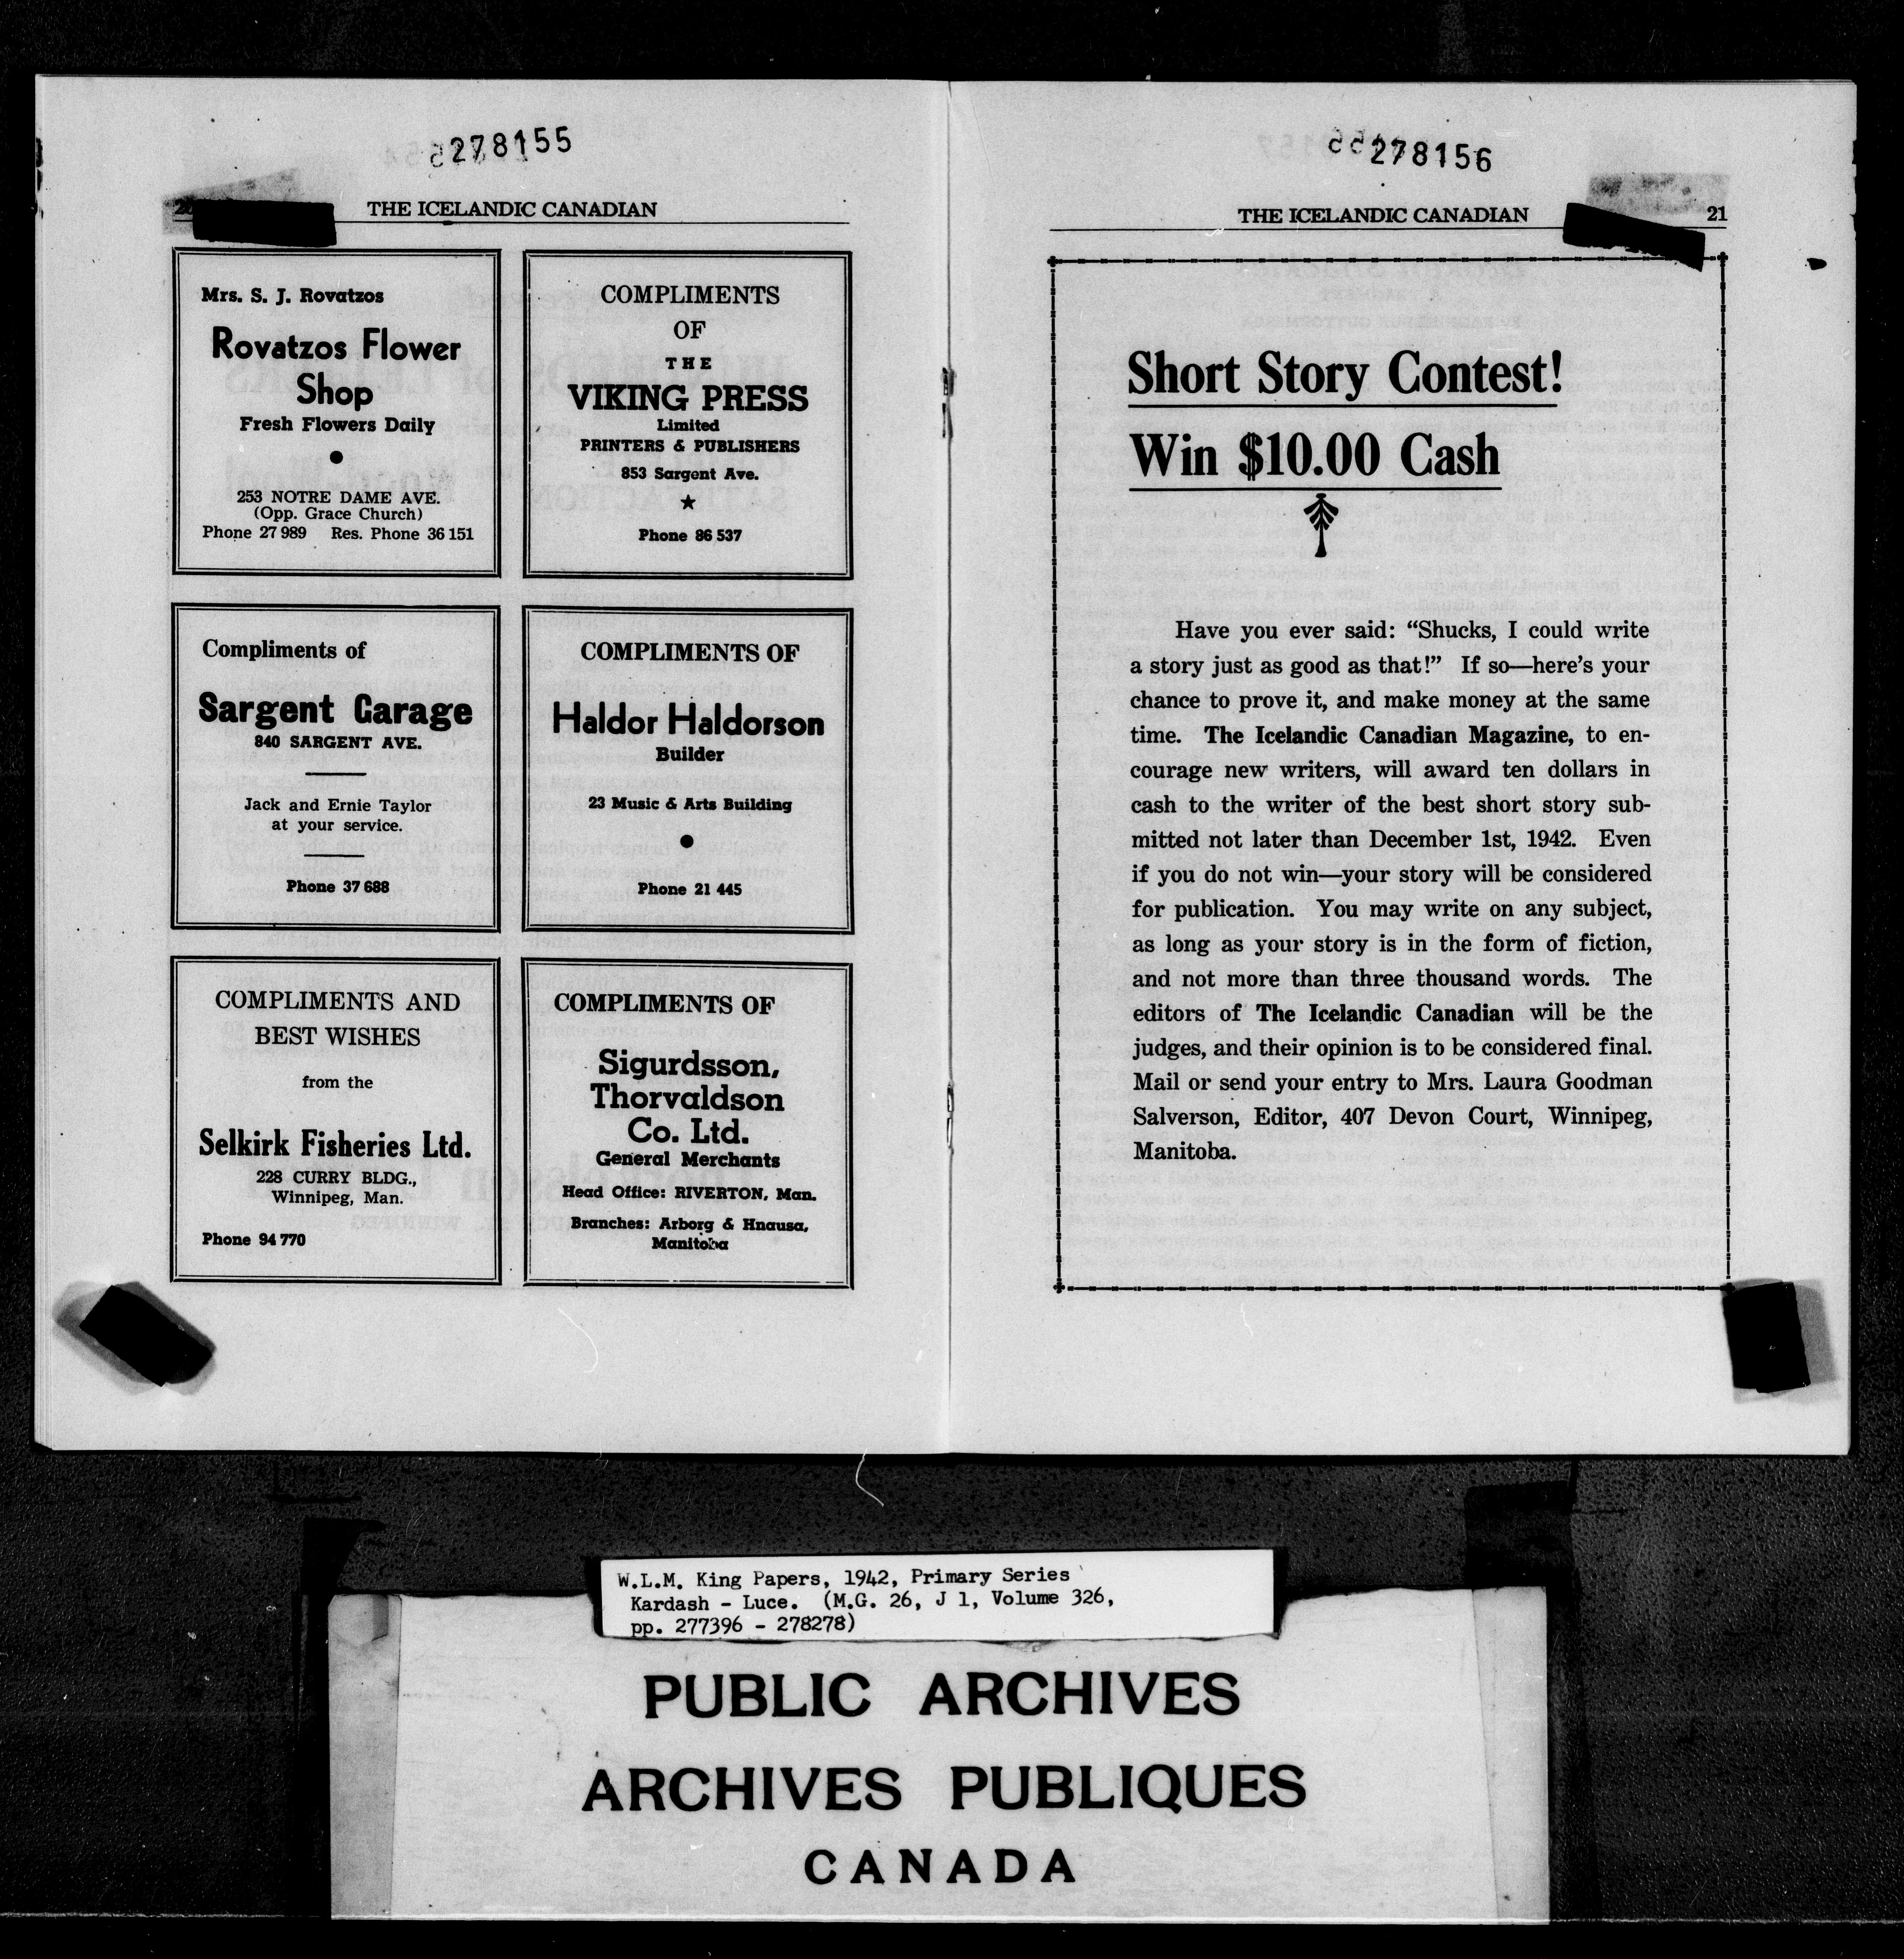 278155
20
THE ICELANDIC CANADIAN
Mrs. S. J. Rovatzos
Rovatzos Flower
Shop
Fresh Flowers Daily
253 NOTRE DAME AVE.
(Opp. Grace Church)
Phone 27 989 Res. Phone 36 151
COMPLIMENTS
OF
THE
VIKING PRESS
Limited
PRINTERS & PUBLISHERS
853 Sargent Ave.
Phone 86 537
Compliments of
Sargent Garage
840 SARGENT AVE.
Jack and Ernie Taylor
at your service.
Phone 37 688
COMPLIMENTS OF
Haldor Haldorson
Builder
23 Music & Arts Building
Phone 21 445
COMPLIMENTS AND
BEST WISHES
from the
Selkirk Fisheries Ltd.
228 CURRY BLDG.,
Winnipeg, Man.
Phone 94 770
COMPLIMENTS OF
Sigurdsson,
Thorvaldson
Co. Ltd.
General Merchants
Head Office: RIVERTON, Man.
Branches: Arborg & Hnausa,
Manitoba
278156
THE ICELANDIC CANADIAN
21
Short Story Contest!
Win $10.00 Cash
Have you ever said: “Shucks, I could write
a story just as good as that!” If so—here’s your
chance to prove it, and make money at the same
time. The Icelandic Canadian Magazine, to en-
courage new writers, will award ten dollars in
cash to the writer of the best short story sub-
mitted not later than December 1st, 1942. Even
if you do not win—your story will be considered
for publication. You may write on any subject,
as long as your story is in the form of fiction,
and not more than three thousand words. The
editors of The Icelandic Canadian will be the
judges, and their opinion is to be considered final.
Mail or send your entry to Mrs. Laura Goodman
Salverson, Editor, 407 Devon Court, Winnipeg,
Manitoba.
W.L.M. King Papers, 1942, Primary Series
Kardash - Luce. (M.G. 26, J 1, Volume 326,
pp. 277396 - 278278)
PUBLIC ARCHIVES
ARCHIVES PUBLIQUES
CANADA